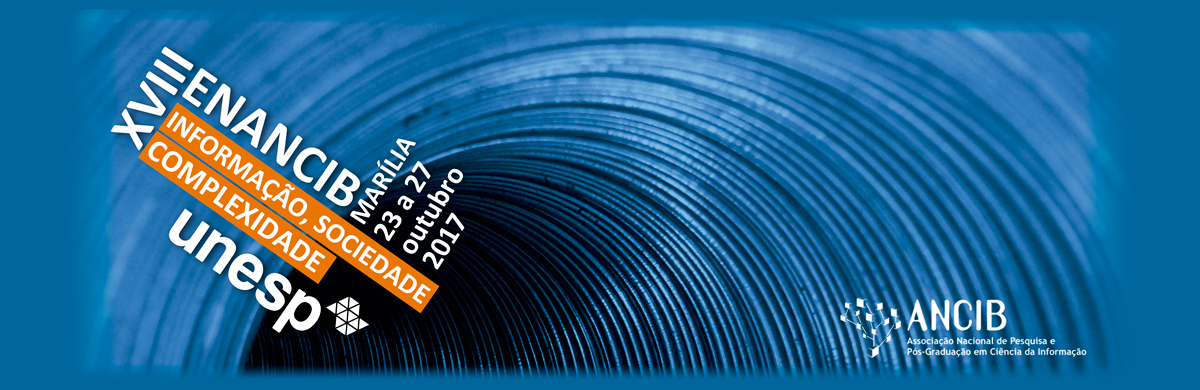 XVIII
ENANCIB
INFORMAÇÃO, SOCIEDADE
COMPLEXIDADE
unesp
MARÍLIA
23 a 27
outubro
2017
ANCIB
Associação Nacional de Pesquisa e
Pós-Graduação em Ciência da Informação